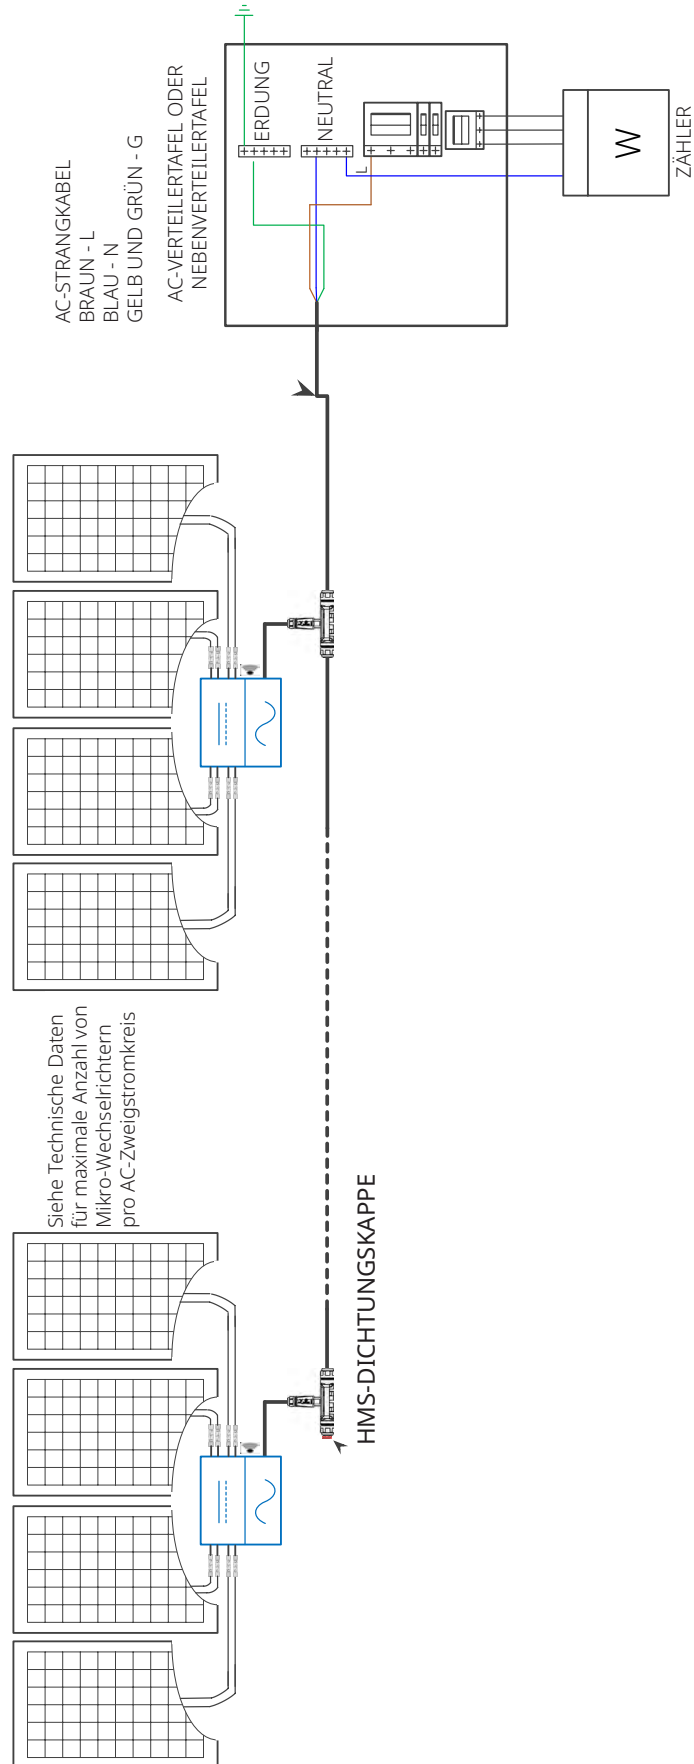 Siehe Technische Daten
für maximale Anzahl von
Mikro-Wechselrichtern
pro AC-Zweigstromkreis
HMS-DICHTUNGSKAPPE
AC-STRANGKABEL
BRAUN - L
BLAU - N
GELB UND GRÜN - G
AC-VERTEILERTAFEL ODER
NEBENVERTEILERTAFEL
ERDUNG
NEUTRAL
L
W
ZÄHLER